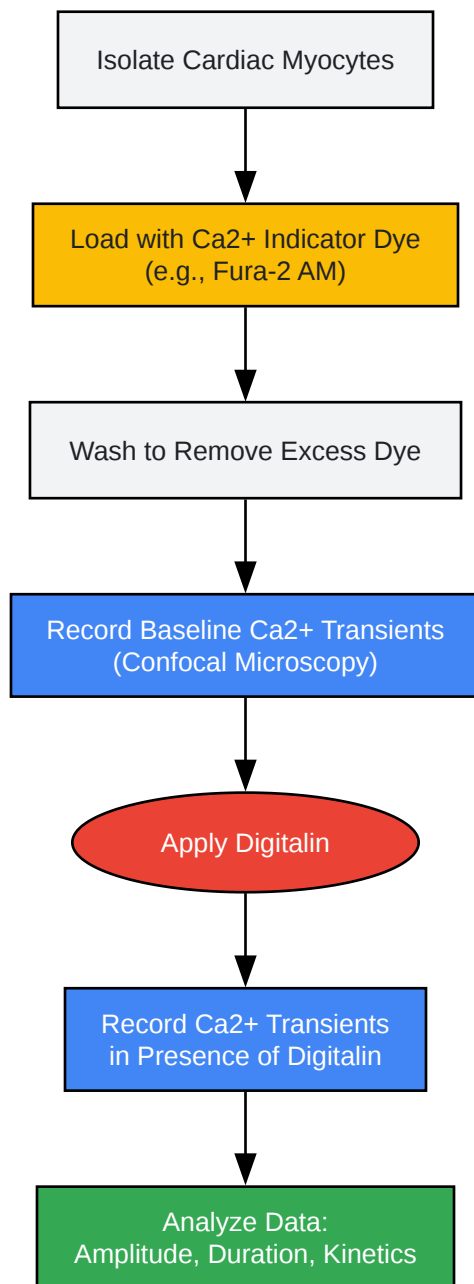 Isolate Cardiac Myocytes
Load with Ca2+ Indicator Dye
(e.g., Fura-2 AM)
Wash to Remove Excess Dye
Record Baseline Ca2+ Transients
(Confocal Microscopy)
Apply Digitalin
Record Ca2+ Transients
in Presence of Digitalin
Analyze Data:
Amplitude, Duration, Kinetics